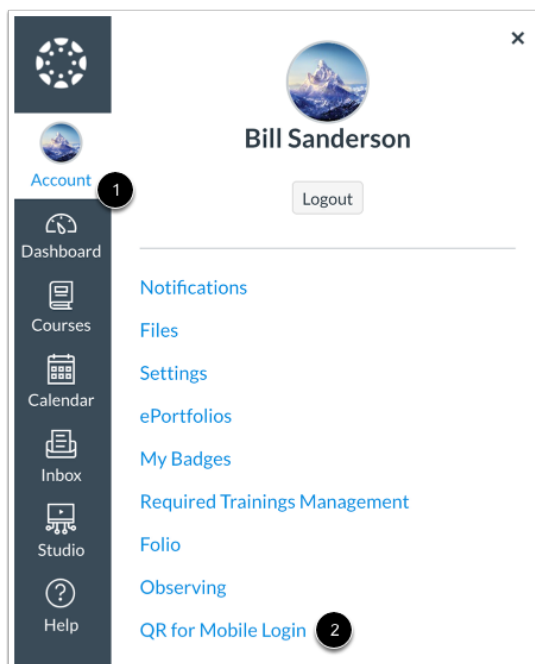 Account
1
Dashboard
Courses
Calendar
Inbox
Studio
Help
×
Bill Sanderson
Logout
Notifications
Files
Settings
ePortfolios
My Badges
Required Trainings Management
Folio
Observing
QR for Mobile Login 2